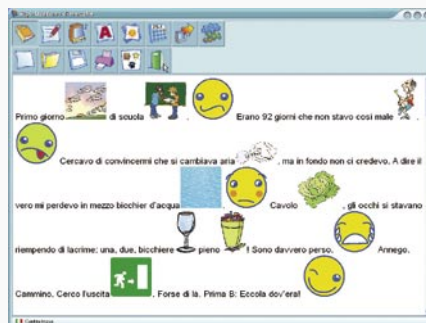 Primo giorno di scuola . Erano 92 giorni che non stavo così male .
Cercavo di convincermi che si cambiava aria , ma in fondo non ci credevo. A dire il
vero mi perdevo in mezzo bicchier d'acqua . Cavolo , gli occhi si stavano
riempendo di lacrime: una, due, bicchiere pieno ! Sono davvero perso. Annego.
Cammino. Cerco l'uscita . Forse di là. Prima B: Eccola dov'era!